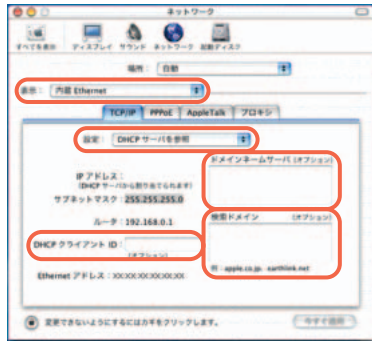 ネットワーク
すべてを表示 ディスプレイ サウンド ネットワーク 起動ディスク
場所： 自動
表示： 内蔵 Ethernet
TCP/IP PPPoE AppleTalk プロキシ
設定： DHCP サーバを参照
ドメインネームサーバ (オプション)
IP アドレス：
(DHCP サーバから割り当てられます)
サブネットマスク：255.255.255.0
ルータ：192.168.0.1
検索ドメイン (オプション)
DHCP クライアント ID：
(オプション)
例：apple.co.jp, earthlink.net
Ethernet アドレス：XX:XX:XX:XX:XX:XX
変更できないようにするにはカギをクリックします。
今すぐ適用